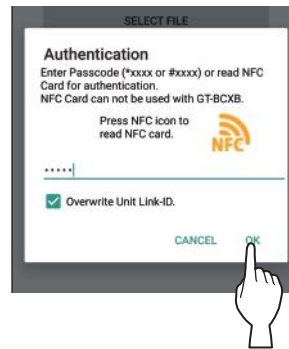 SELECT FILE
Authentication
Enter Passcode (*xxxx or #xxxx) or read NFC
Card for authentication.
NFC Card can not be used with GT-BCXB.
Press NFC icon to
read NFC card.
NFC
•••••
Overwrite Unit Link-ID.
CANCEL OK